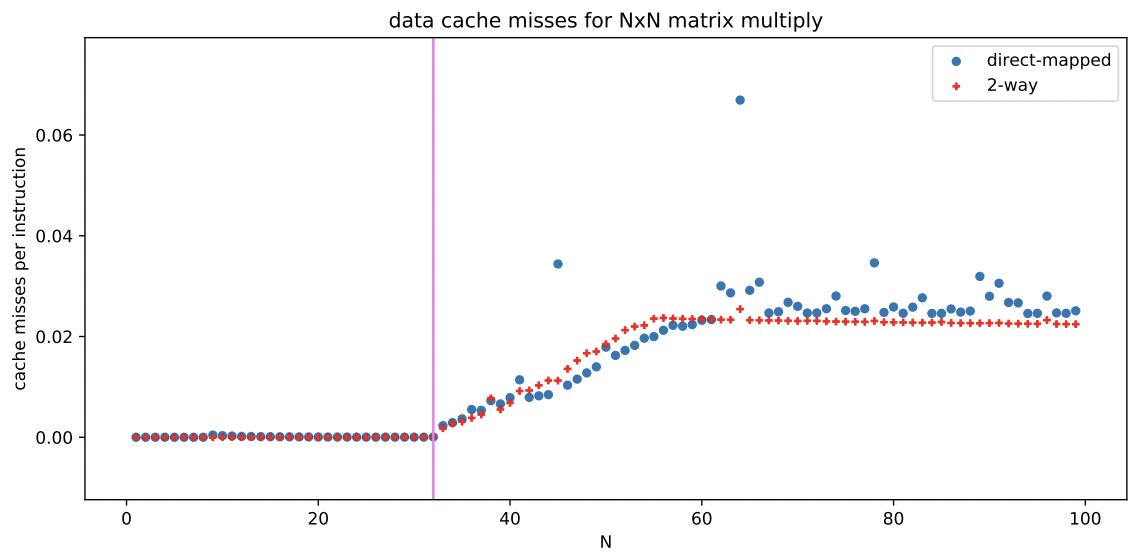 data cache misses for NxN matrix multiply
direct-mapped
2-way
cache misses per instruction
0.06
0.04
0.02
0.00
0 20 40 60 80 100
N